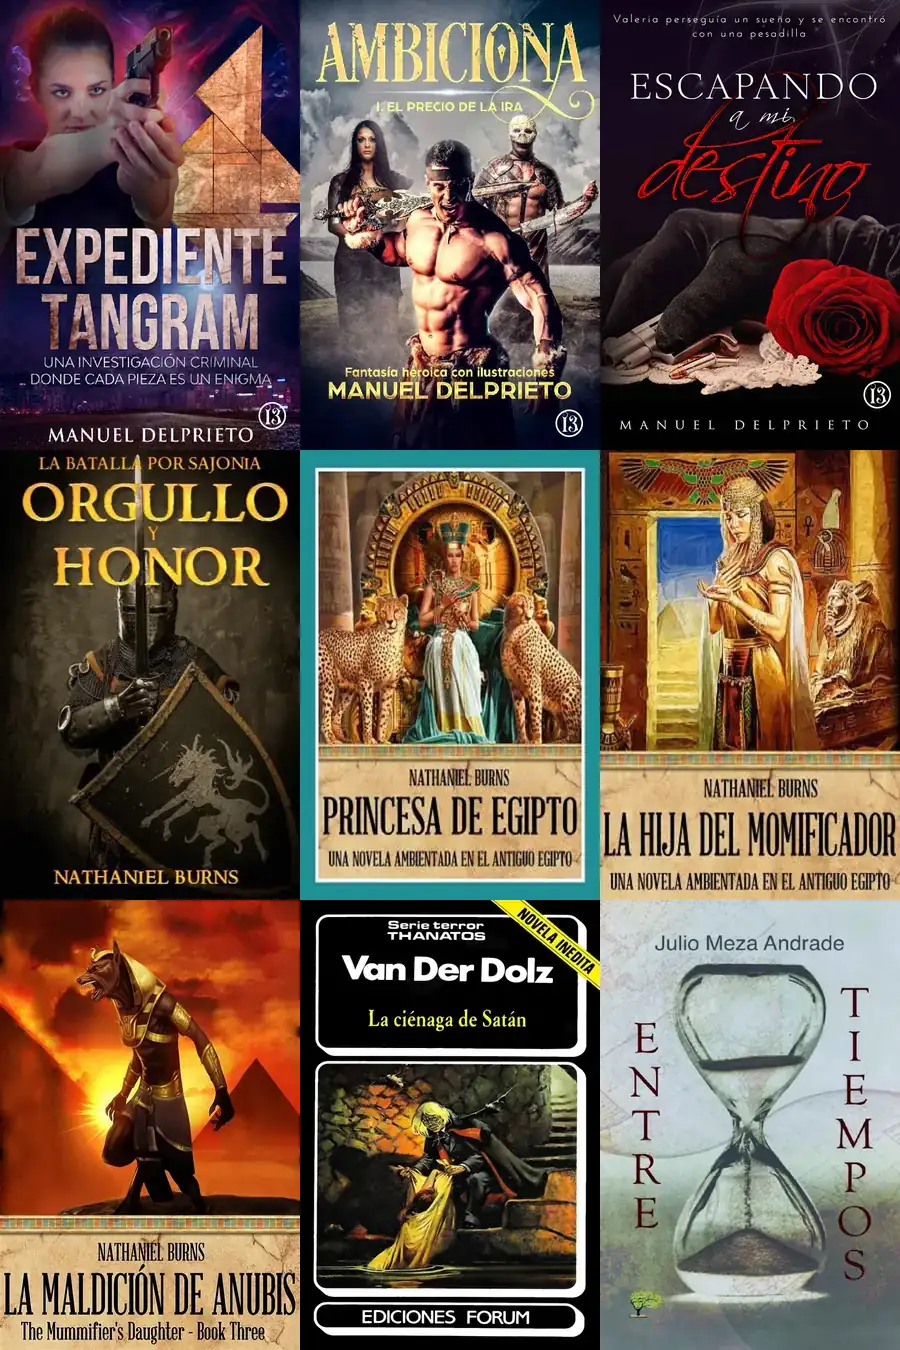 EXPEDIENTE
TANGRAM
UNA INVESTIGACIÓN CRIMINAL
DONDE CADA PIEZA ES UN ENIGMA
13
MANUEL DELPRIETO
AMBICIONA
I. EL PRECIO DE LA IRA
Fantasía heroica con ilustraciones
MANUEL DELPRIETO
13
Valeria perseguía un sueño y se encontró
con una pesadilla
ESCAPANDO
a mi
destino
13
MANUEL DELPRIETO
LA BATALLA POR SAJONIA
ORGULLO
Y
HONOR
NATHANIEL BURNS
NATHANIEL BURNS
PRINCESA DE EGIPTO
UNA NOVELA AMBIENTADA EN EL ANTIGUO EGIPTO
NATHANIEL BURNS
LA HIJA DEL MOMIFICADOR
UNA NOVELA AMBIENTADA EN EL ANTIGUO EGIPTO
NATHANIEL BURNS
LA MALDICIÓN DE ANUBIS
The Mummifier's Daughter - Book Three
Serie terror
THANATOS
NOVELA INEDITA
Van Der Dolz
La ciénaga de Satán
EDICIONES FORUM
Julio Meza Andrade
ENTRE
TIEMPOS